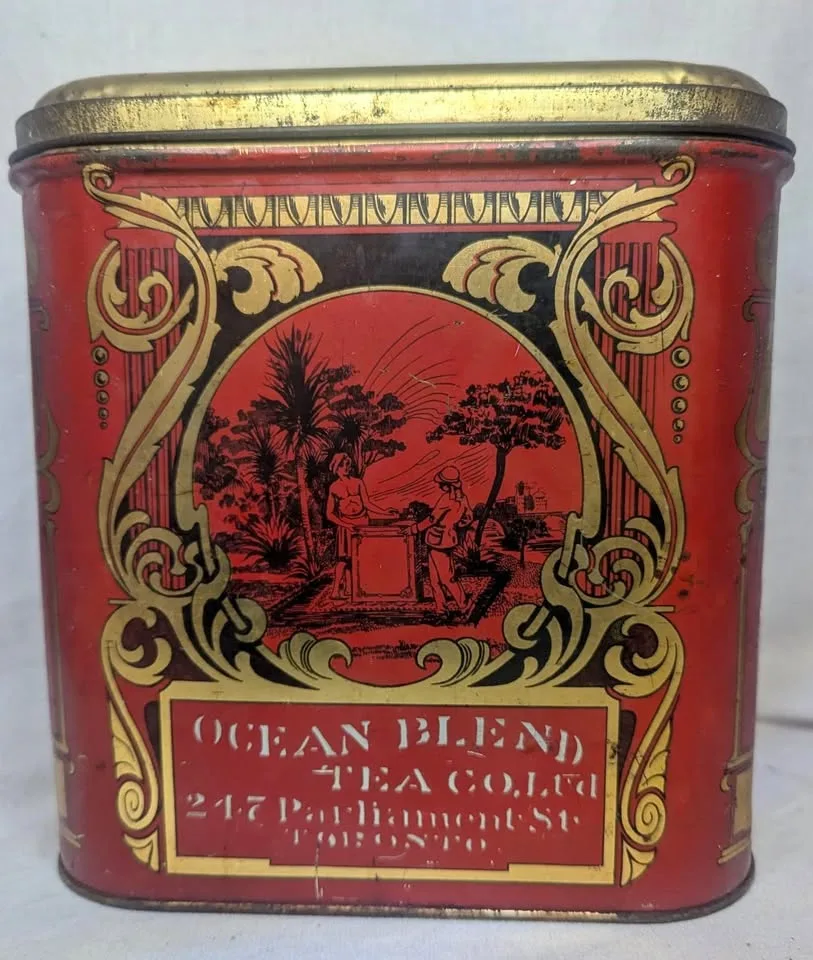 OCEAN BLEND
TEA CO. Ltd
247 Parliament St.
TORONTO